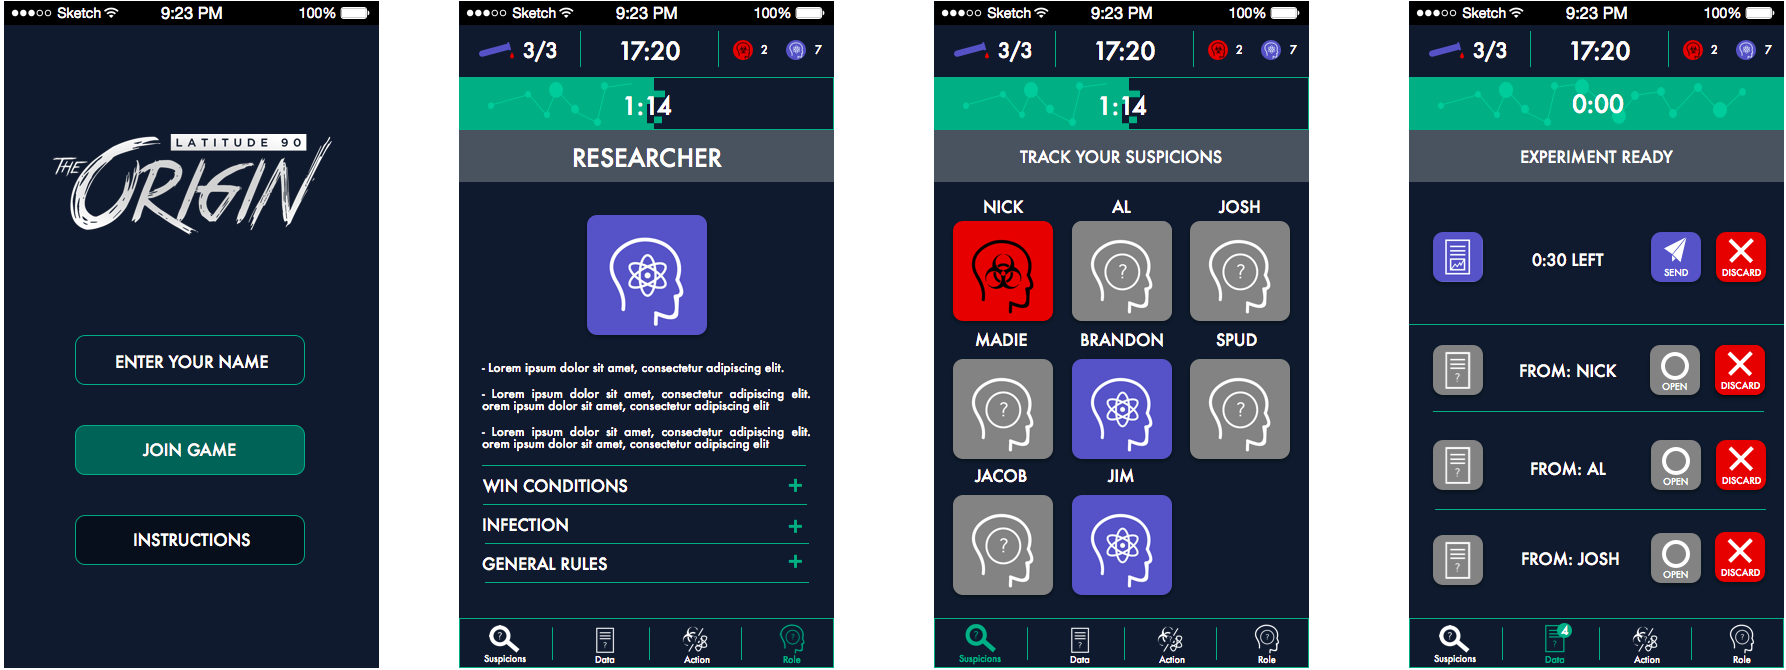 Sketch 9:23 PM 100%
LATITUDE 90
THE ORIGIN
ENTER YOUR NAME
JOIN GAME
INSTRUCTIONS
Sketch 9:23 PM 100%
3/3 17:20 2 7
1:14
RESEARCHER
- Lorem ipsum dolor sit amet, consectetur adipiscing elit.
- Lorem ipsum dolor sit amet, consectetur adipiscing elit.
orem ipsum dolor sit amet, consectetur adipiscing elit
- Lorem ipsum dolor sit amet, consectetur adipiscing elit.
orem ipsum dolor sit amet, consectetur adipiscing elit
WIN CONDITIONS +
INFECTION +
GENERAL RULES +
?
Suspicions Data Action Role
Sketch 9:23 PM 100%
3/3 17:20 2 7
1:14
TRACK YOUR SUSPICIONS
NICK AL JOSH
? ?
MADIE BRANDON SPUD
? ?
JACOB JIM
?
Suspicions Data Action Role
Sketch 9:23 PM 100%
3/3 17:20 2 7
0:00
EXPERIMENT READY
0:30 LEFT SEND DISCARD
? FROM: NICK OPEN DISCARD
? FROM: AL OPEN DISCARD
? FROM: JOSH OPEN DISCARD
4
Suspicions Data Action Role